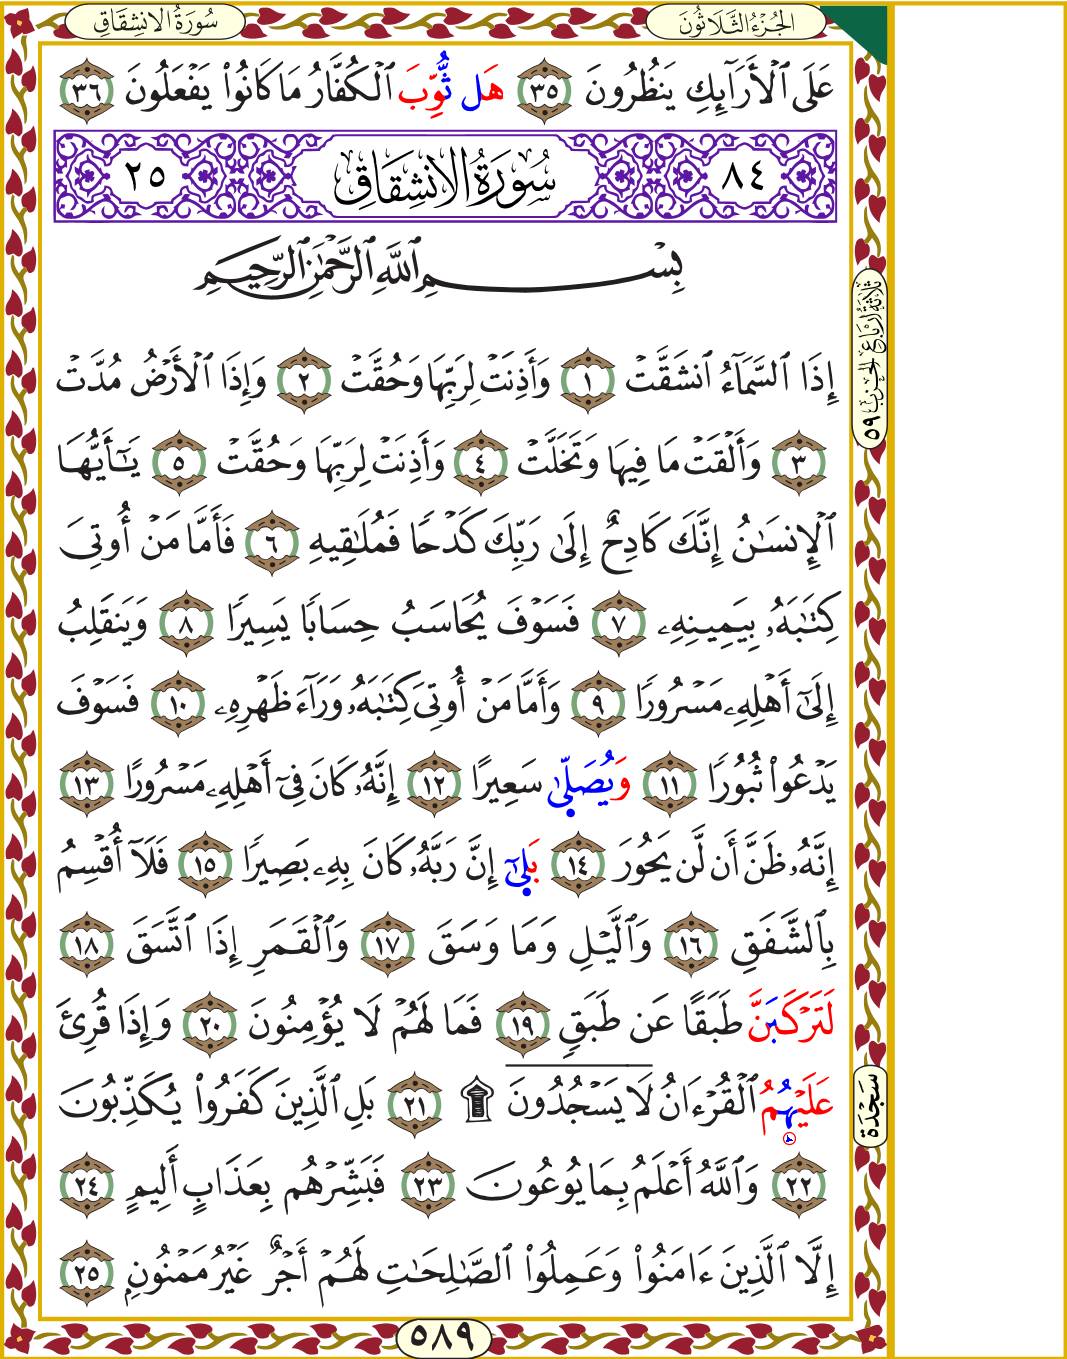 سُورَةُ الِانشِقَاقِ
الجُزْءُ الثَّلَاثُونَ
عَلَى ٱلْأَرَآئِكِ يَنظُرُونَ ٣٥ هَل ثُّوِّبَ ٱلْكُفَّارُ مَا كَانُوا۟ يَفْعَلُونَ ٣٦
٨٤ سُورَةُ الِانشِقَاقِ ٢٥
بِسْمِ ٱللَّهِ ٱلرَّحْمَٰنِ ٱلرَّحِيمِ
إِذَا ٱلسَّمَآءُ ٱنشَقَّتْ ١ وَأَذِنَتْ لِرَبِّهَا وَحُقَّتْ ٢ وَإِذَا ٱلْأَرْضُ مُدَّتْ
٣ وَأَلْقَتْ مَا فِيهَا وَتَخَلَّتْ ٤ وَأَذِنَتْ لِرَبِّهَا وَحُقَّتْ ٥ يَٰٓأَيُّهَا
ٱلْإِنسَٰنُ إِنَّكَ كَادِحٌ إِلَىٰ رَبِّكَ كَدْحًا فَمُلَٰقِيهِ ٦ فَأَمَّا مَنْ أُوتِىَ
كِتَٰبَهُۥ بِيَمِينِهِۦ ٧ فَسَوْفَ يُحَاسَبُ حِسَابًا يَسِيرًا ٨ وَيَنقَلِبُ
إِلَىٰٓ أَهْلِهِۦ مَسْرُورًا ٩ وَأَمَّا مَنْ أُوتِىَ كِتَٰبَهُۥ وَرَآءَ ظَهْرِهِۦ ١٠ فَسَوْفَ
يَدْعُوا۟ ثُبُورًا ١١ وَيُصَلَّىٰ سَعِيرًا ١٢ إِنَّهُۥ كَانَ فِىٓ أَهْلِهِۦ مَسْرُورًا ١٣
إِنَّهُۥ ظَنَّ أَن لَّن يَحُورَ ١٤ بَلَىٰٓ إِنَّ رَبَّهُۥ كَانَ بِهِۦ بَصِيرًا ١٥ فَلَآ أُقْسِمُ
بِٱلشَّفَقِ ١٦ وَٱلَّيْلِ وَمَا وَسَقَ ١٧ وَٱلْقَمَرِ إِذَا ٱتَّسَقَ ١٨
لَتَرْكَبَنَّ طَبَقًا عَن طَبَقٍ ١٩ فَمَا لَهُمْ لَا يُؤْمِنُونَ ٢٠ وَإِذَا قُرِئَ
عَلَيْهُمُ ٱلْقُرْءَانُ لَا يَسْجُدُونَ ۩ ٢١ بَلِ ٱلَّذِينَ كَفَرُوا۟ يُكَذِّبُونَ
٢٢ وَٱللَّهُ أَعْلَمُ بِمَا يُوعُونَ ٢٣ فَبَشِّرْهُم بِعَذَابٍ أَلِيمٍ ٢٤
إِلَّا ٱلَّذِينَ ءَامَنُوا۟ وَعَمِلُوا۟ ٱلصَّٰلِحَٰتِ لَهُمْ أَجْرٌ غَيْرُ مَمْنُونٍ ٢٥
ثلاثة أرباع الحزب ٥٩
سَجْدَة
٥٨٩